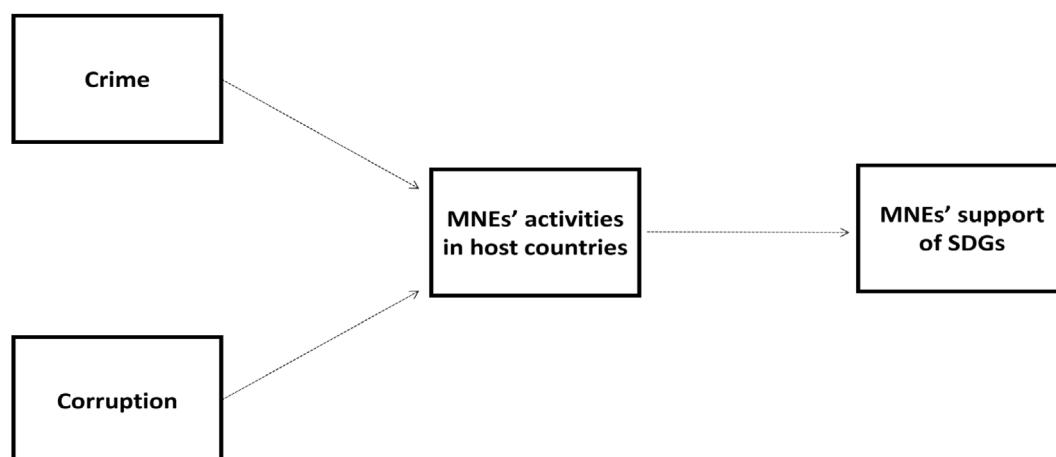 Crime
MNEs’ activities
in host countries
MNEs’ support
of SDGs
Corruption